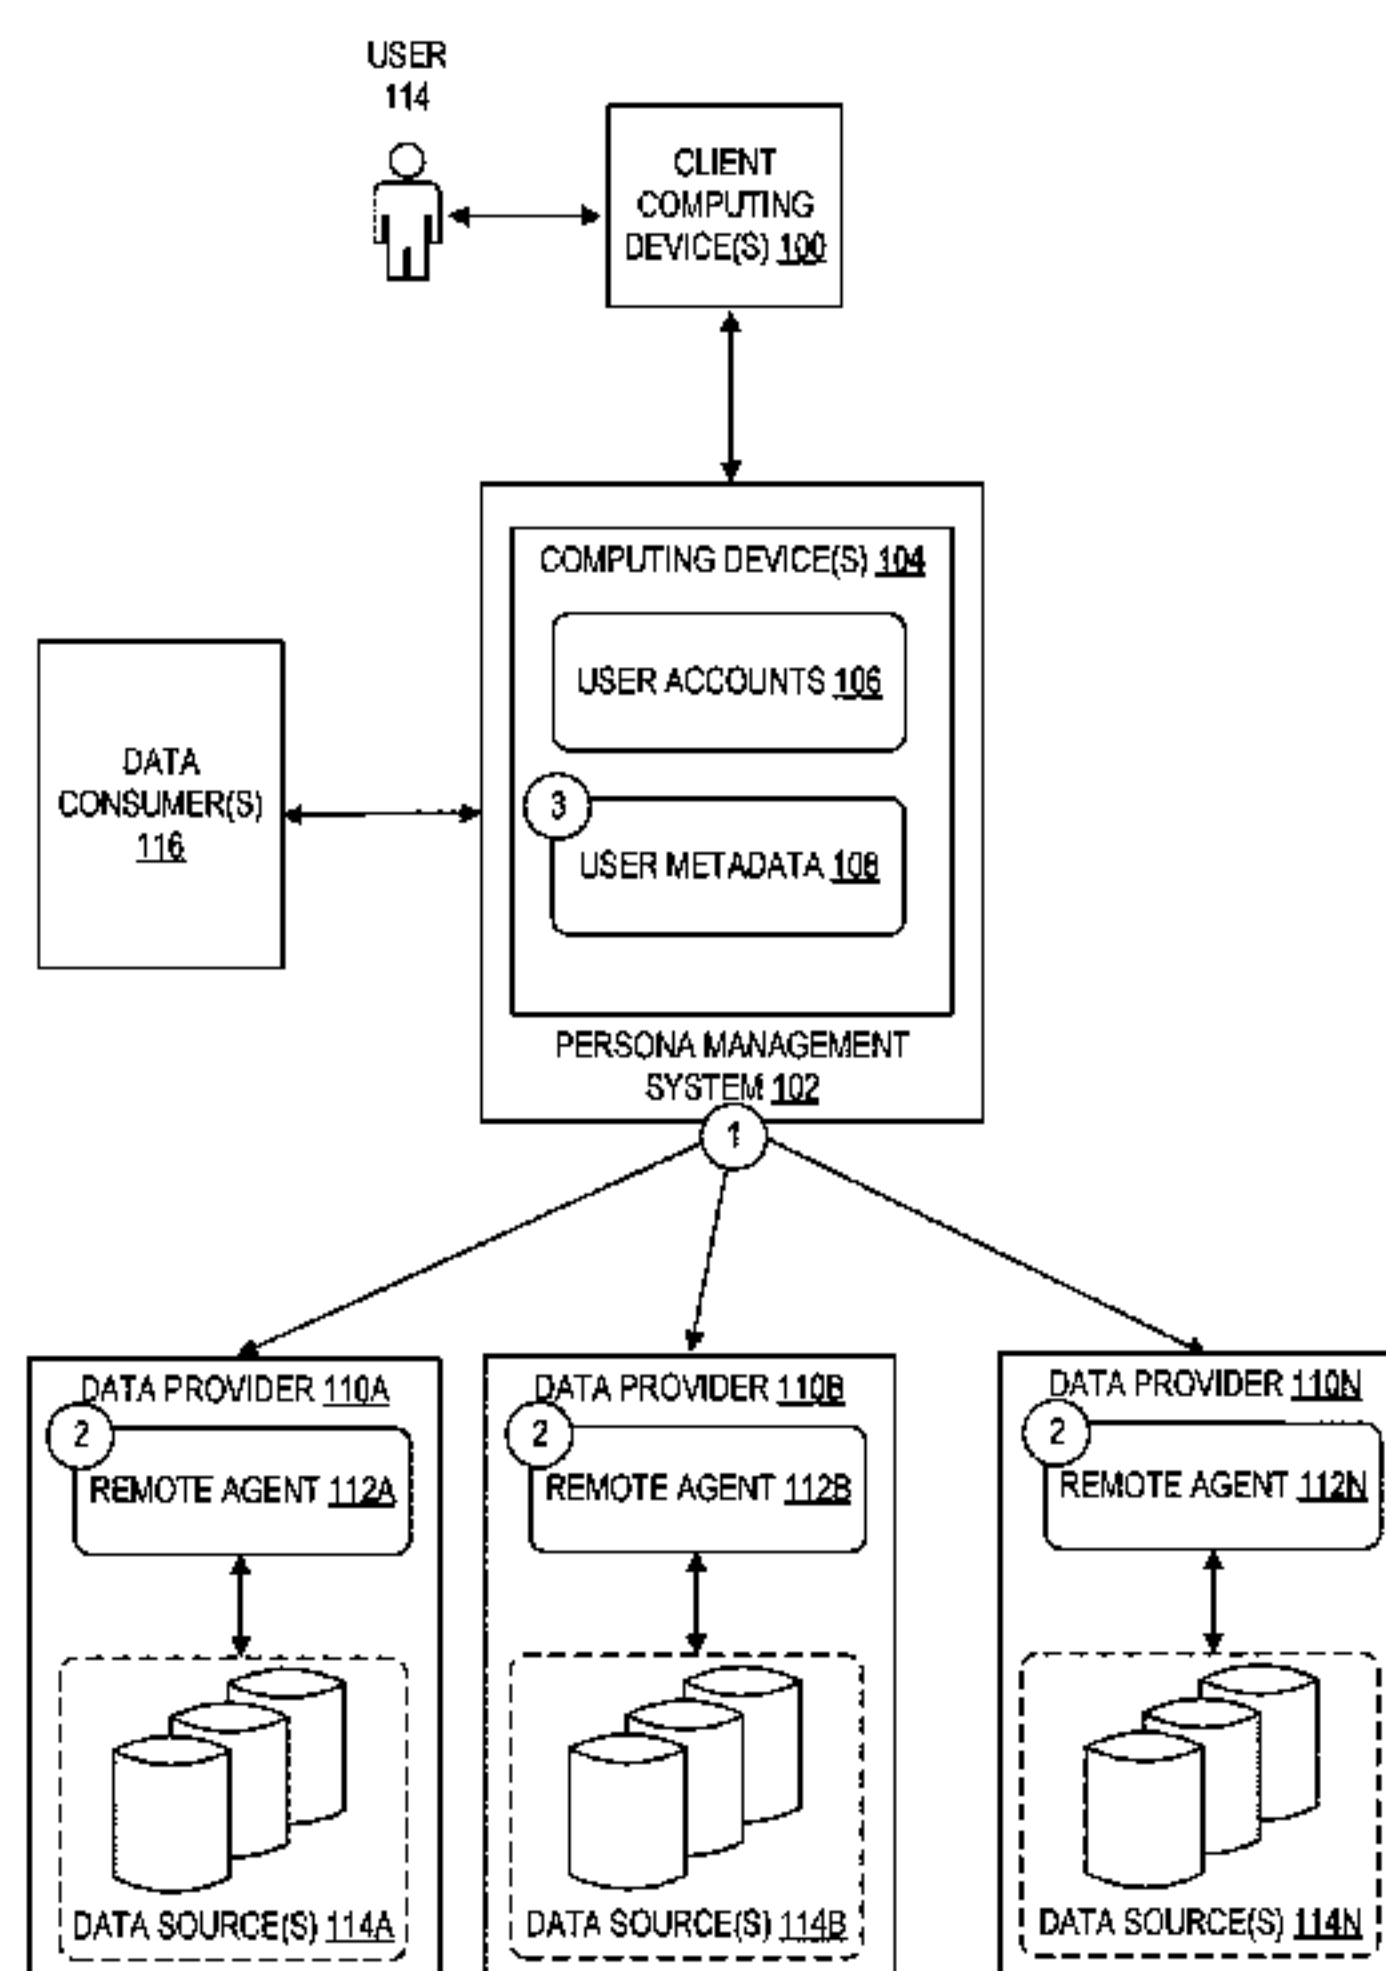 USER
114
CLIENT
COMPUTING
DEVICE(S) 100
COMPUTING DEVICE(S) 104
USER ACCOUNTS 106
DATA
CONSUMER(S)
116
3
USER METADATA 108
PERSONA MANAGEMENT
SYSTEM 102
1
DATA PROVIDER 110A
2
REMOTE AGENT 112A
DATA SOURCE(S) 114A
DATA PROVIDER 110B
2
REMOTE AGENT 112B
DATA SOURCE(S) 114B
DATA PROVIDER 110N
2
REMOTE AGENT 112N
DATA SOURCE(S) 114N